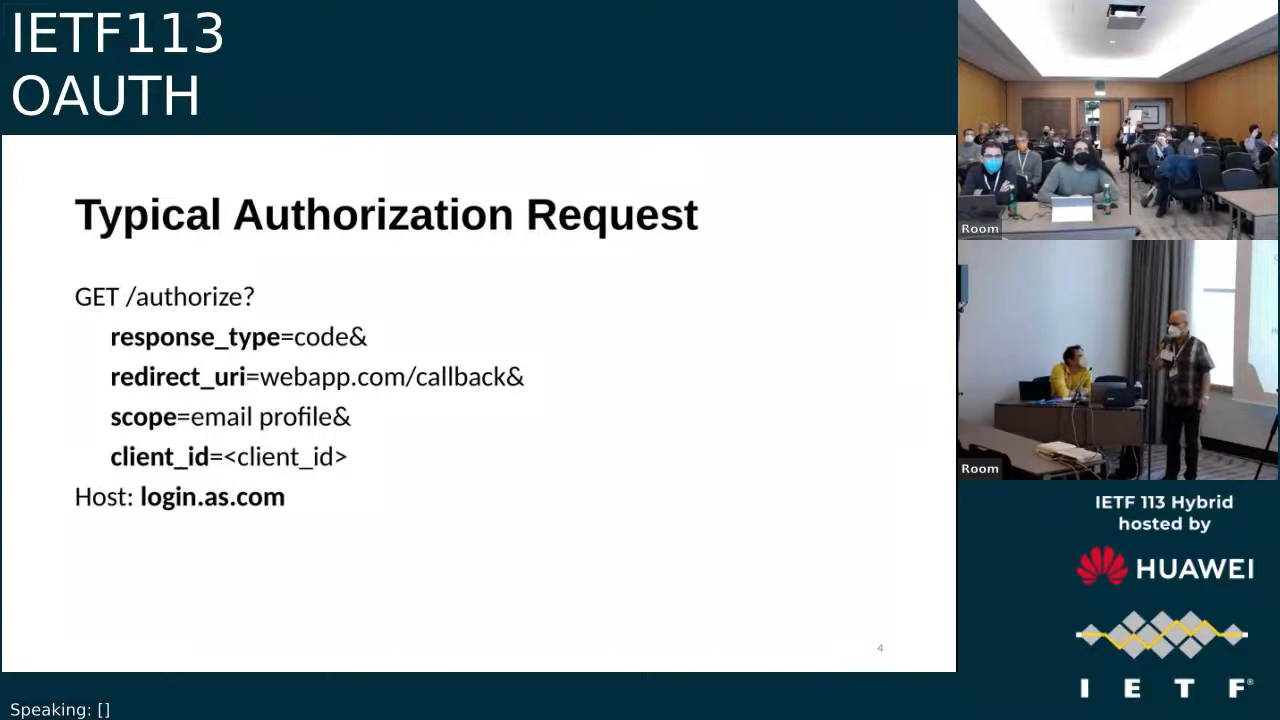 IETF113
OAUTH
Typical Authorization Request
GET /authorize?
response_type=code&
redirect_uri=webapp.com/callback&
scope=email profile&
client_id=<client_id>
Host: login.as.com
4
Speaking: []
Room
Room
IETF 113 Hybrid
hosted by
HUAWEI
I E T F®